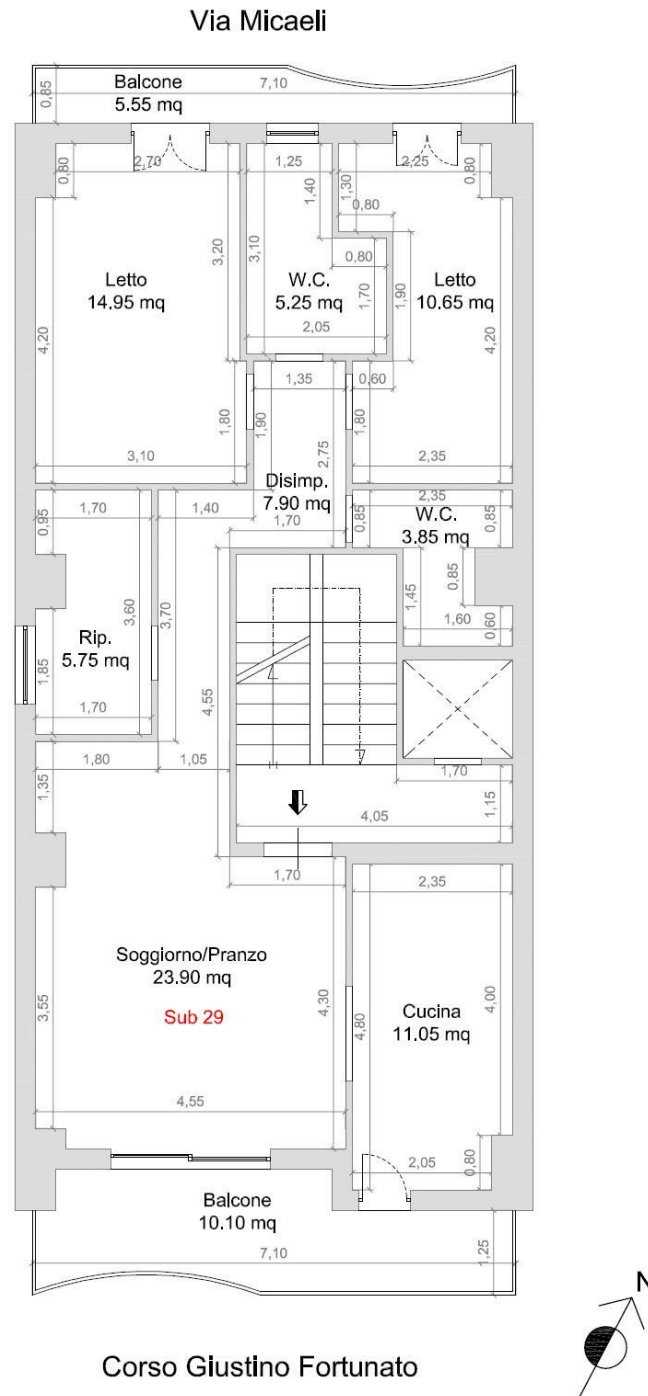 Via Micaeli
Balcone
5.55 mq
7,10
0,85
2,70
1,25
2,25
0,80
1,40
1,30
0,80
0,80
3,20
3,10
0,80
Letto
14.95 mq
W.C.
5.25 mq
Letto
10.65 mq
1,70
1,90
4,20
2,05
4,20
1,35
0,60
1,80
1,90
1,80
2,75
3,10
2,35
Disimp.
7.90 mq
0,95
1,70
1,40
1,70
2,35
W.C.
3.85 mq
0,85
0,85
3,60
3,70
1,45
0,85
1,60
0,60
Rip.
5.75 mq
1,85
4,55
1,70
1,80
1,05
1,70
1,35
4,05
1,15
1,70
2,35
Soggiorno/Pranzo
23.90 mq
Sub 29
3,55
4,30
4,80
4,00
Cucina
11.05 mq
4,55
2,05
0,80
Balcone
10.10 mq
7,10
1,25
N
Corso Giustino Fortunato